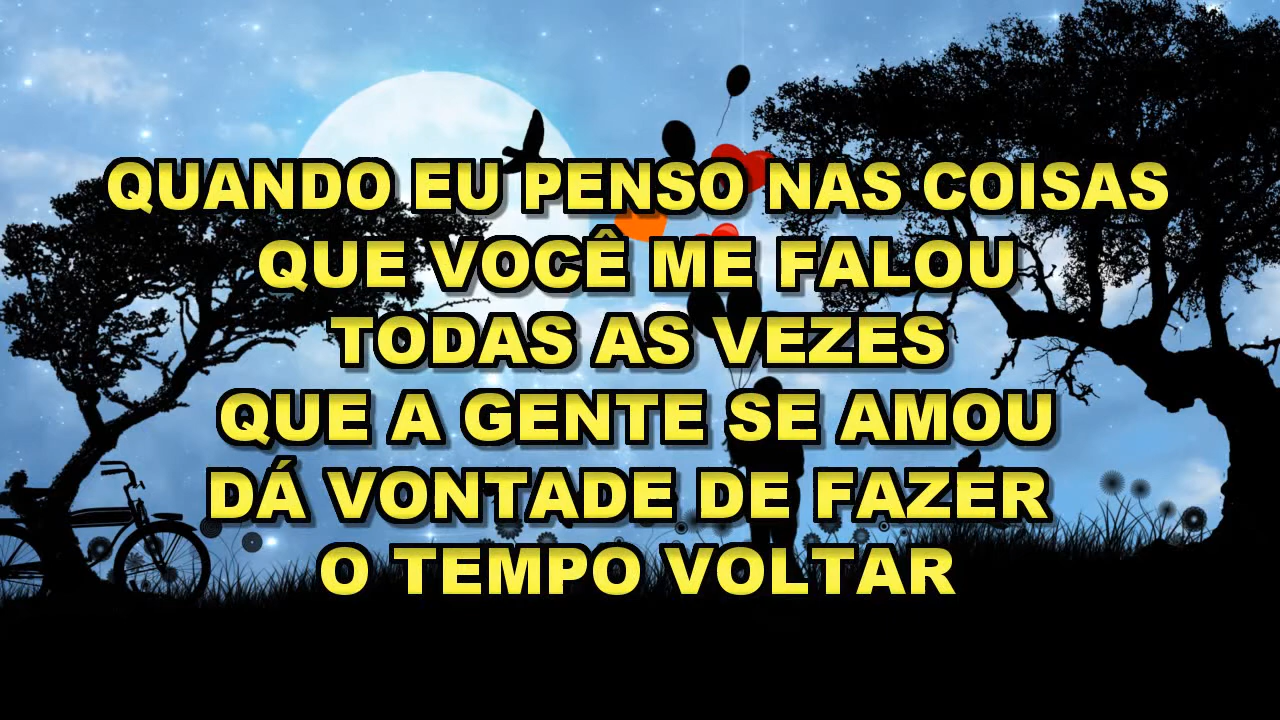 QUANDO EU PENSO NAS COISAS
QUE VOCÊ ME FALOU
TODAS AS VEZES
QUE A GENTE SE AMOU
DÁ VONTADE DE FAZER
O TEMPO VOLTAR